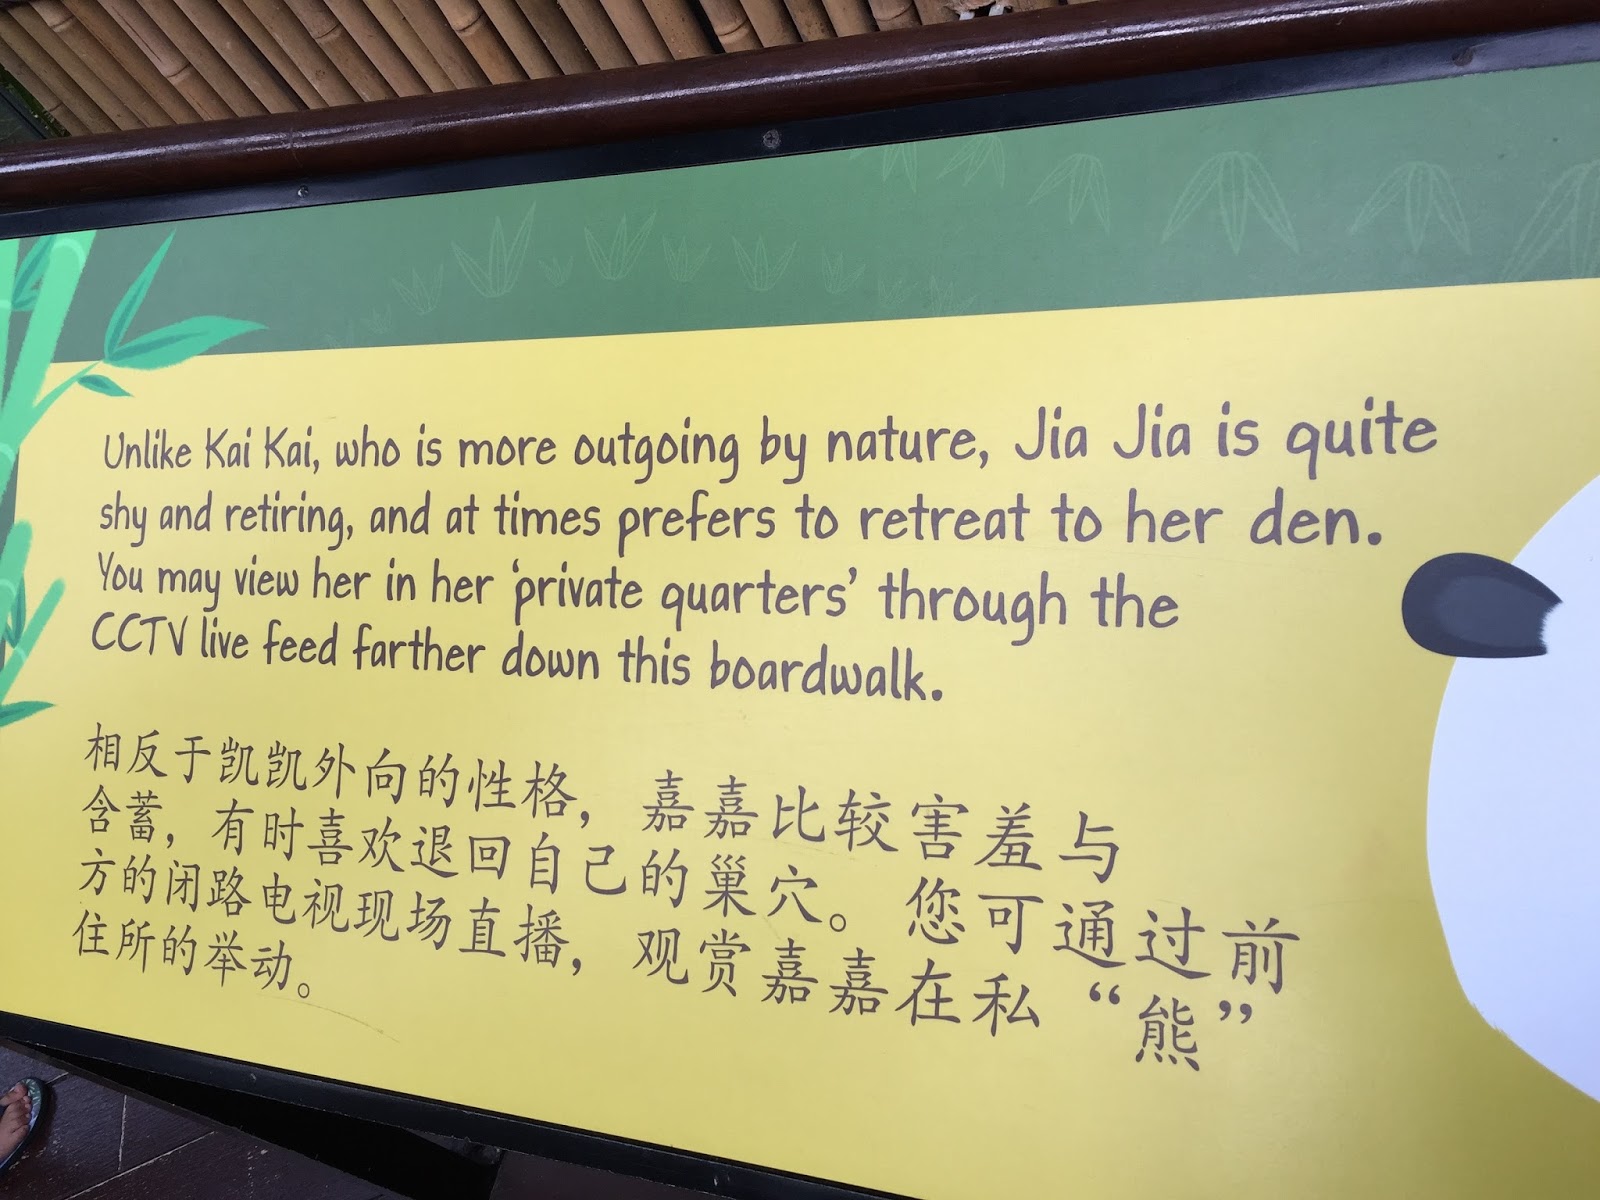 Unlike Kai Kai, who is more outgoing by nature, Jia Jia is quite
shy and retiring, and at times prefers to retreat to her den.
You may view her in her ‘private quarters’ through the
CCTV live feed farther down this boardwalk.
相反于凯凯外向的性格，嘉嘉比较害羞与
含蓄，有时喜欢退回自己的巢穴。您可通过前
方的闭路电视现场直播，观赏嘉嘉在私“熊”
住所的举动。